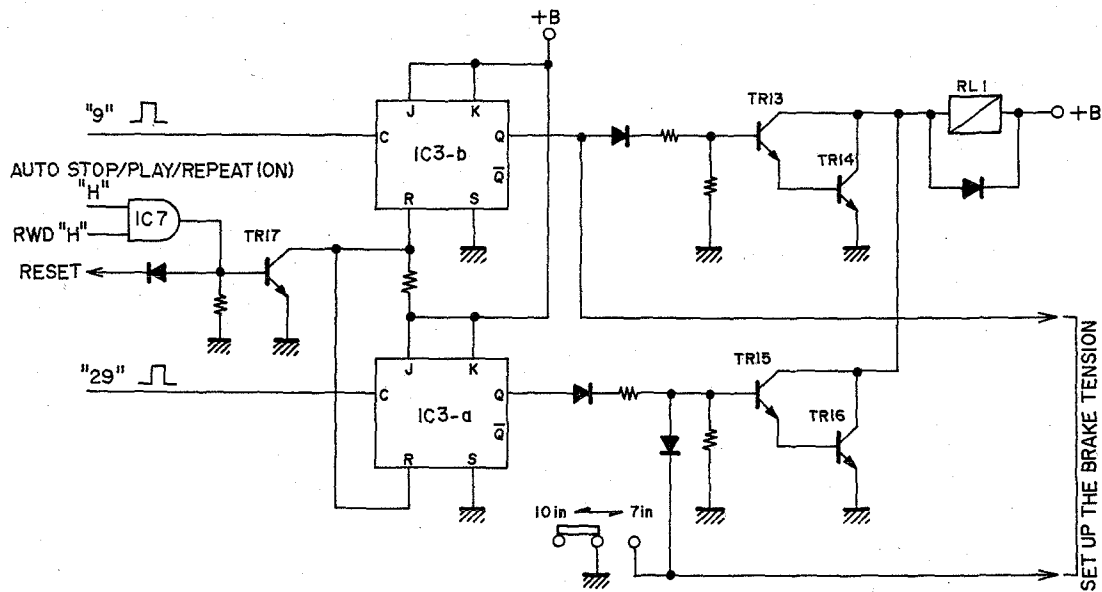 +B
"9"
J K
C Q
IC3-b
Q̅
R S
AUTO STOP/PLAY/REPEAT (ON)
"H"
IC7
RWD "H"
RESET
TR17
TR13
TR14
RL1
+B
"29"
J K
C Q
IC3-a
Q̅
R S
TR15
TR16
10in 7in
SET UP THE BRAKE TENSION